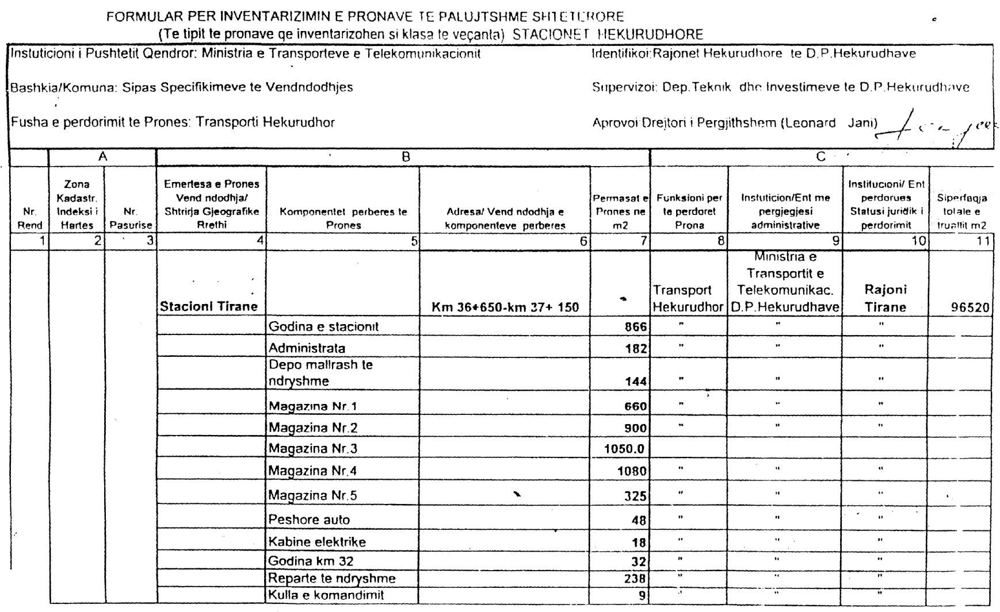 FORMULAR PER INVENTARIZIMIN E PRONAVE TE PALUJTSHME SHTETERORE
(Te tipit te pronave qe inventarizohen si klasa te veçanta) STACIONET HEKURUDHORE
Instuticioni i Pushtetit Qendror: Ministria e Transporteve e Telekomunikacionit Identifikoi:Rajonet Hekurudhore te D.P.Hekurudhave
Bashkia/Komuna: Sipas Specifikimeve te Vendndodhjes Supervizoi: Dep.Teknik dhe Investimeve te D.P.Hekurudhave
Fusha e perdorimit te Prones: Transporti Hekurudhor Aprovoi Drejtori i Pergjithshem (Leonard Jani)
A B C
Nr. Rend
Zona Kadastr. Indeksi i Hartes
Nr. Pasurise
Emertesa e Prones Vend ndodhja/ Shtrirja Gjeografike Rrethi
Komponentet perberes te Prones
Adresa/ Vend ndodhja e komponenteve perberes
Permasat e Prones ne m2
Funksioni per te perdoret Prona
Instuticion/Ent me pergjegjesi administrative
Institucioni/ Ent perdorues Statusi juridik i perdorimit
Siperfaqja totale e truallit m2
1 2 3 4 5 6 7 8 9 10 11
Stacioni Tirane Km 36+650-km 37+ 150 Transport Hekurudhor Ministria e Transportit e Telekomunikac. D.P.Hekurudhave Rajoni Tirane 96520
Godina e stacionit 866 " " "
Administrata 182 " " "
Depo mallrash te
ndryshme 144 " " "
Magazina Nr.1 660 " " "
Magazina Nr.2 900 " " "
Magazina Nr.3 1050.0
Magazina Nr.4 1080 " " "
Magazina Nr.5 325 " " "
Peshore auto 48 " " "
Kabine elektrike 18 " " "
Godina km 32 32 " " "
Reparte te ndryshme 238 " " "
Kulla e komandimit 9 " " "